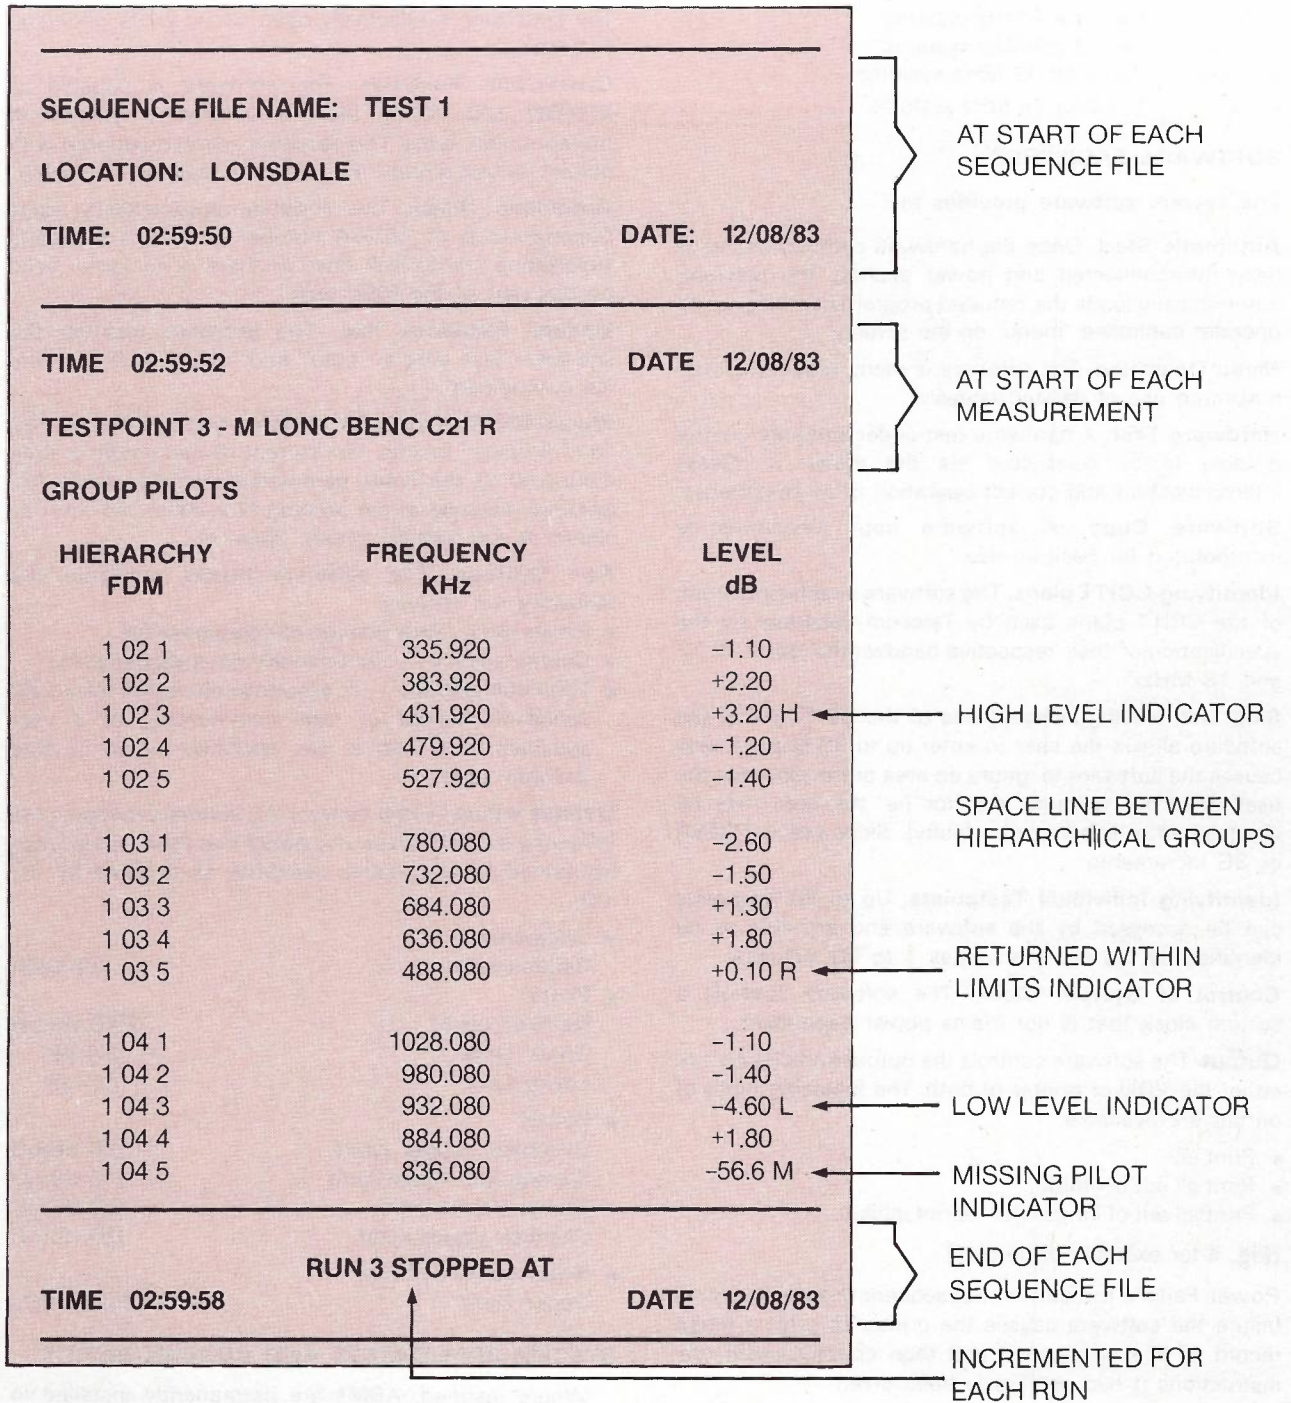 SEQUENCE FILE NAME: TEST 1
LOCATION: LONSDALE
TIME: 02:59:50 DATE: 12/08/83
AT START OF EACH
SEQUENCE FILE
TIME 02:59:52 DATE 12/08/83
TESTPOINT 3 - M LONC BENC C21 R
AT START OF EACH
MEASUREMENT
GROUP PILOTS
HIERARCHY FREQUENCY LEVEL
FDM KHz dB
1 02 1 335.920 -1.10
1 02 2 383.920 +2.20
1 02 3 431.920 +3.20 H HIGH LEVEL INDICATOR
1 02 4 479.920 -1.20
1 02 5 527.920 -1.40
SPACE LINE BETWEEN
HIERARCHICAL GROUPS
1 03 1 780.080 -2.60
1 03 2 732.080 -1.50
1 03 3 684.080 +1.30
1 03 4 636.080 +1.80
1 03 5 488.080 +0.10 R RETURNED WITHIN
LIMITS INDICATOR
1 04 1 1028.080 -1.10
1 04 2 980.080 -1.40
1 04 3 932.080 -4.60 L LOW LEVEL INDICATOR
1 04 4 884.080 +1.80
1 04 5 836.080 -56.6 M MISSING PILOT
INDICATOR
RUN 3 STOPPED AT
TIME 02:59:58 DATE 12/08/83
END OF EACH
SEQUENCE FILE
INCREMENTED FOR
EACH RUN